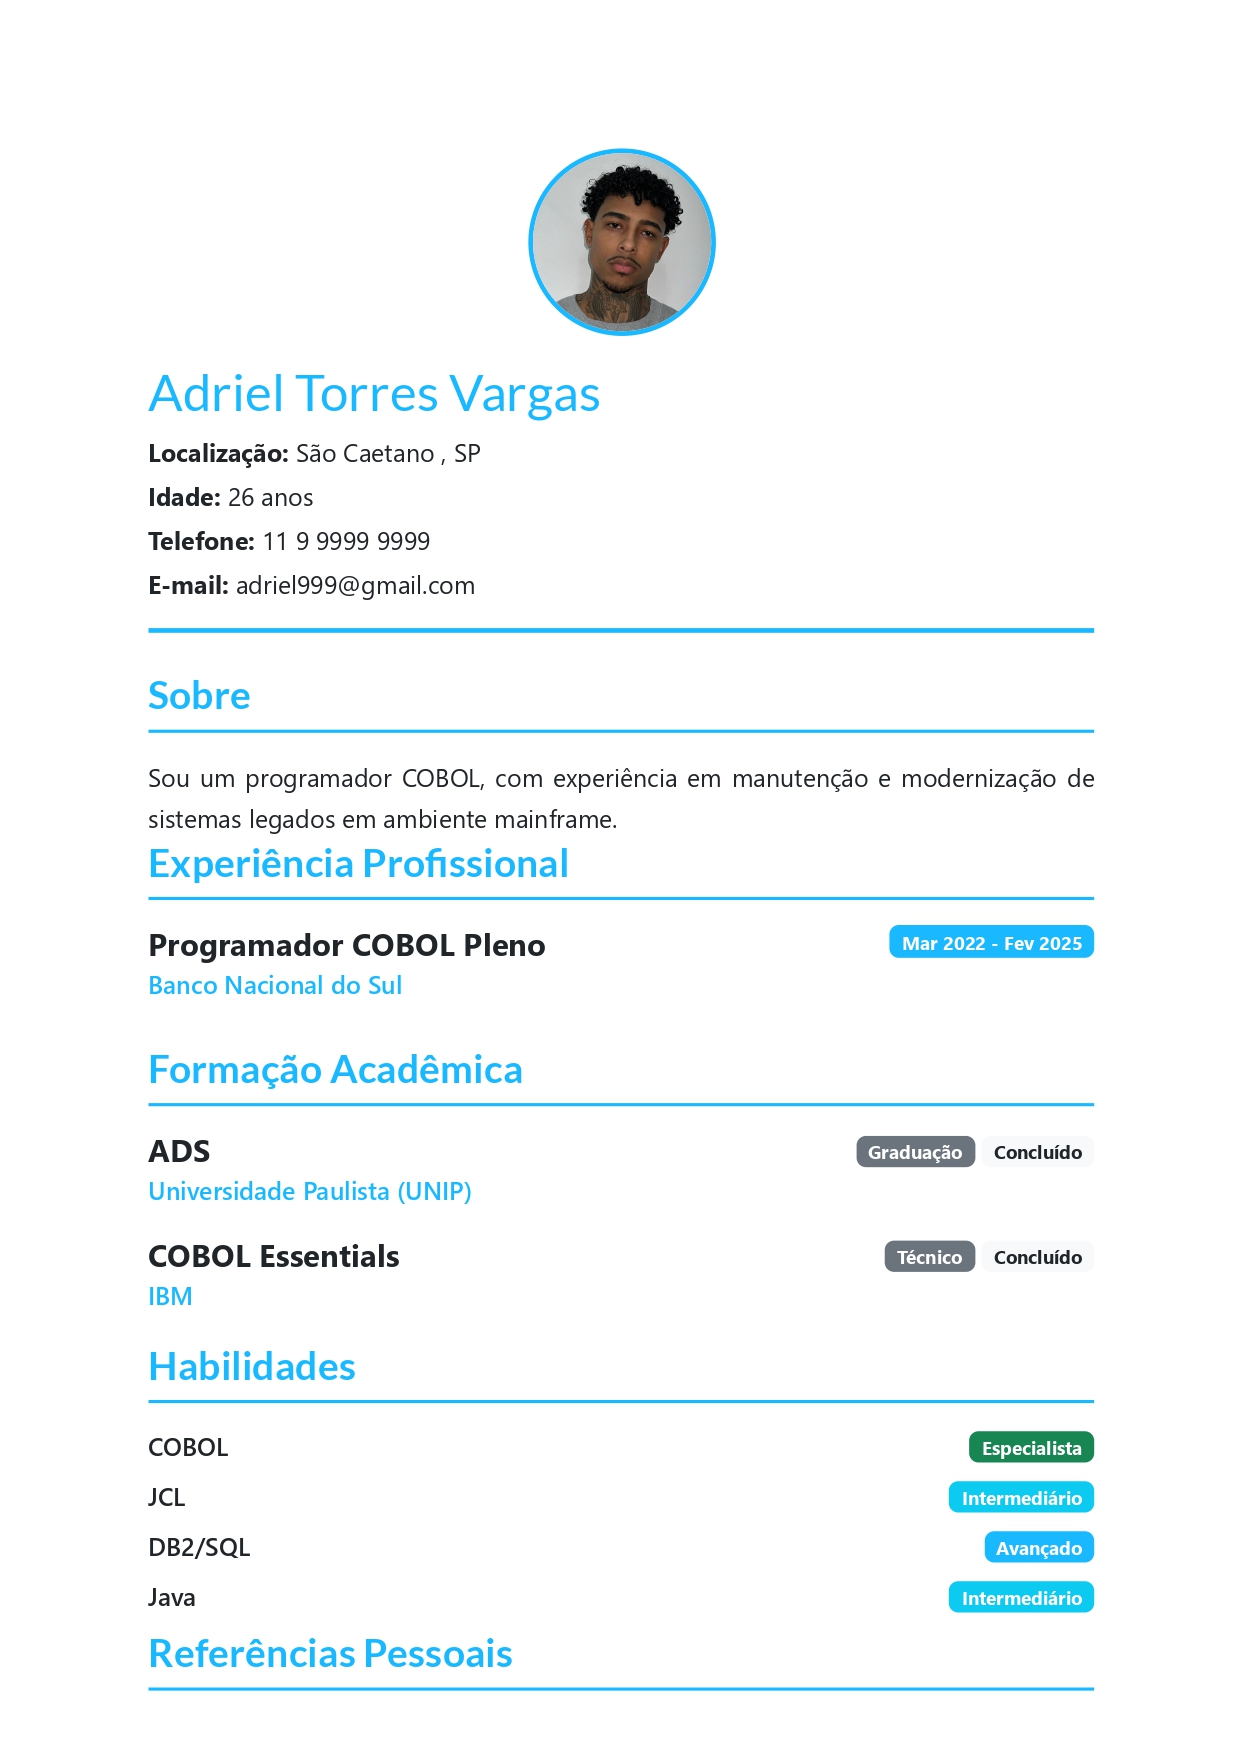 Adriel Torres Vargas
Localização: São Caetano , SP
Idade: 26 anos
Telefone: 11 9 9999 9999
E-mail: adriel999@gmail.com
Sobre
Sou um programador COBOL, com experiência em manutenção e modernização de
sistemas legados em ambiente mainframe.
Experiência Profissional
Programador COBOL Pleno Mar 2022 - Fev 2025
Banco Nacional do Sul
Formação Acadêmica
ADS Graduação Concluído
Universidade Paulista (UNIP)
COBOL Essentials Técnico Concluído
IBM
Habilidades
COBOL Especialista
JCL Intermediário
DB2/SQL Avançado
Java Intermediário
Referências Pessoais